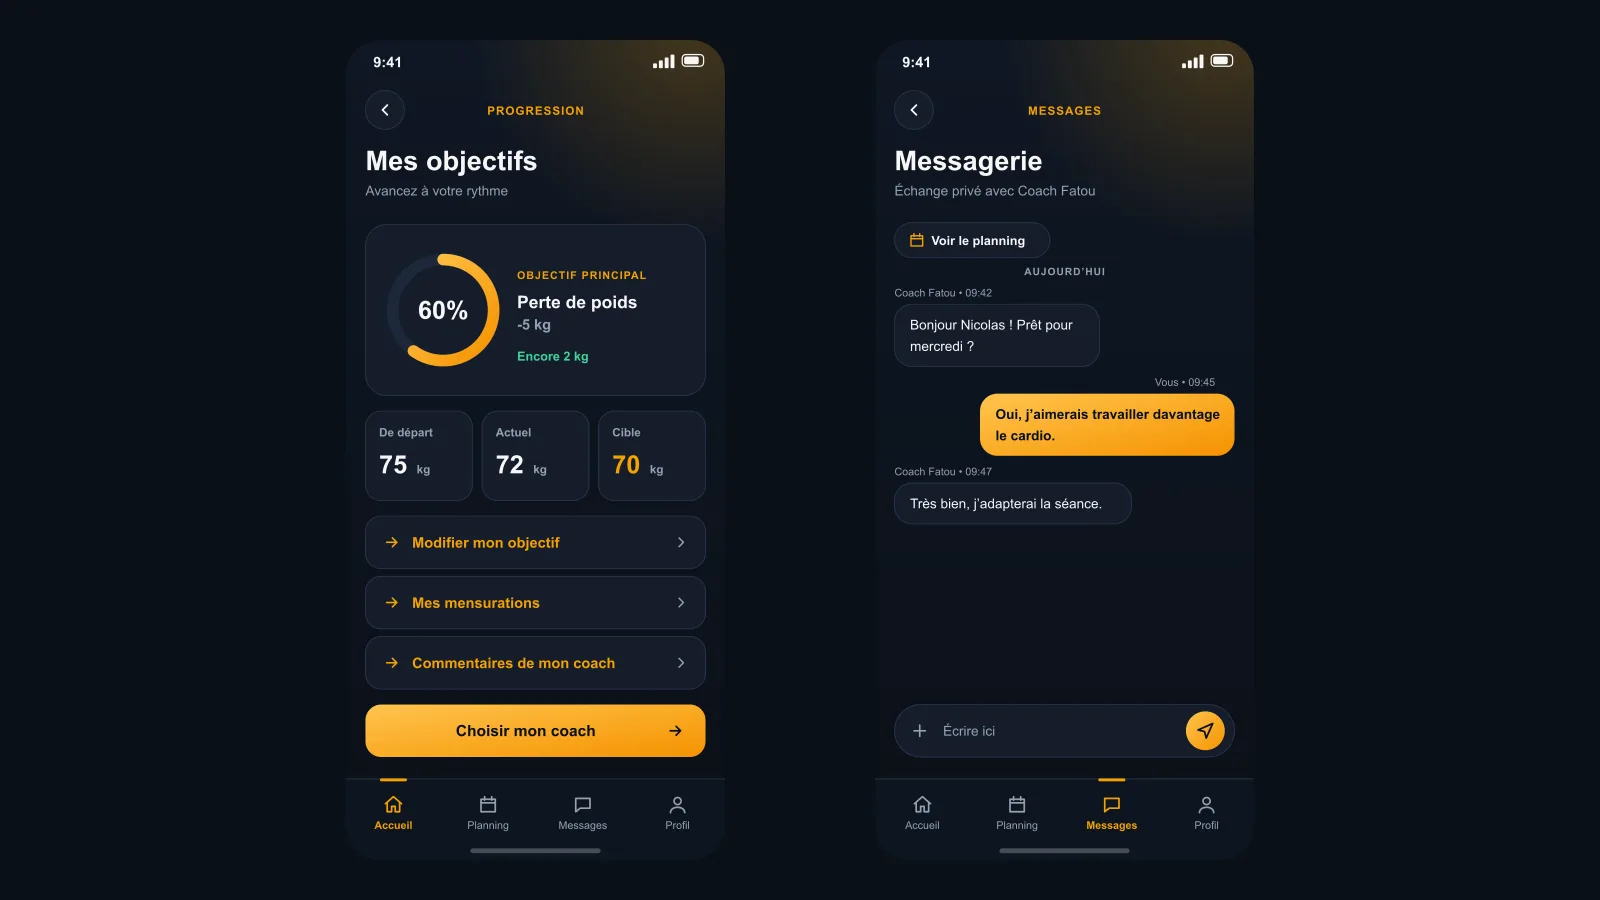 9:41
PROGRESSION
Mes objectifs
Avancez à votre rythme
60%
OBJECTIF PRINCIPAL
Perte de poids
-5 kg
Encore 2 kg
De départ
75 kg
Actuel
72 kg
Cible
70 kg
Modifier mon objectif
Mes mensurations
Commentaires de mon coach
Choisir mon coach
Accueil
Planning
Messages
Profil
9:41
MESSAGES
Messagerie
Échange privé avec Coach Fatou
Voir le planning
AUJOURD'HUI
Coach Fatou • 09:42
Bonjour Nicolas ! Prêt pour
mercredi ?
Vous • 09:45
Oui, j’aimerais travailler davantage
le cardio.
Coach Fatou • 09:47
Très bien, j’adapterai la séance.
Écrire ici
Accueil
Planning
Messages
Profil